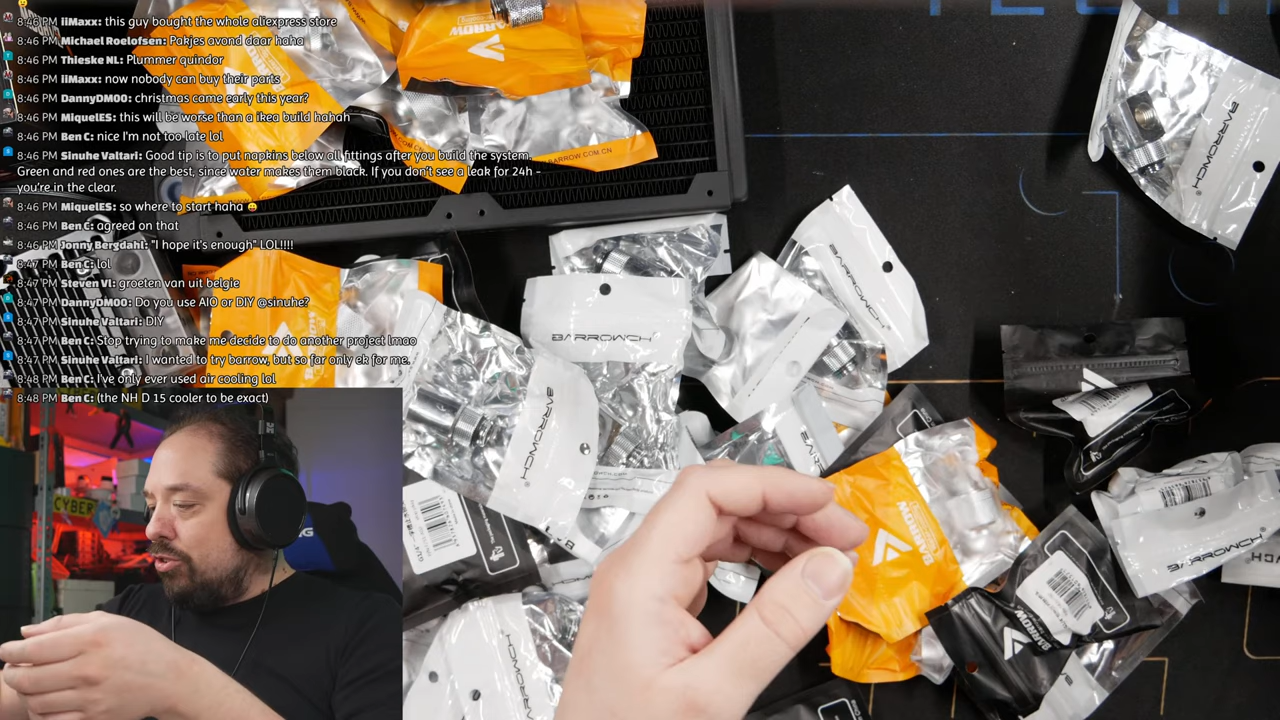 8:46 PM iiMaxx: this guy bought the whole aliexpress store
8:46 PM Michael Roelofsen: Pakjes avond daar haha
8:46 PM Thieske NL: Plummer quindor
8:46 PM iiMaxx: now nobody can buy their parts
8:46 PM DannyDM00: christmas came early this year?
8:46 PM MiquelES: this will be worse than a ikea build hahah
8:46 PM Ben C: nice I'm not too late lol
8:46 PM Sinuhe Valtari: Good tip is to put napkins below all fittings after you build the system.
Green and red ones are the best, since water makes them black. If you don't see a leak for 24h -
you're in the clear.
8:46 PM MiquelES: so where to start haha 😀
8:46 PM Ben C: agreed on that
8:46 PM Jonny Bergdahl: "I hope it's enough" LOL!!!!
8:47 PM Ben C: lol
8:47 PM Steven VI: groeten van uit belgie
8:47 PM DannyDM00: Do you use AIO or DIY @sinuhe?
8:47 PM Sinuhe Valtari: DIY
8:47 PM Ben C: Stop trying to make me decide to do another project lmao
8:47 PM Sinuhe Valtari: I wanted to try barrow, but so far only ek for me.
8:48 PM Ben C: I've only ever used air cooling lol
8:48 PM Ben C: (the NH D 15 cooler to be exact)
CYBER
BARROW
BARROW.COM.CN
BARROWCH
BARROWCH
BARROWCH
BARROWCH
BARROW
BARROW
BARROWCH